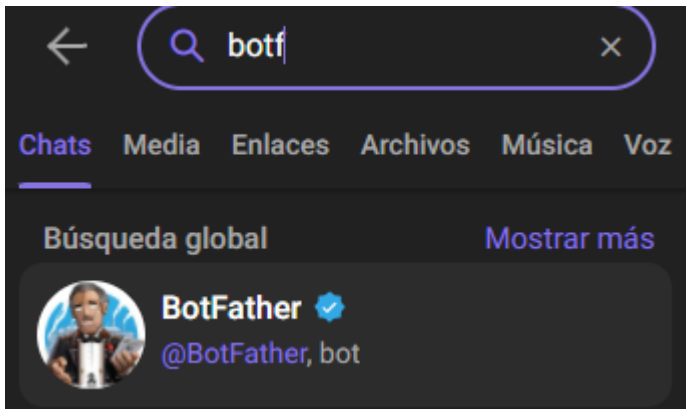 botf
Chats Media Enlaces Archivos Música Voz
Búsqueda global Mostrar más
BotFather
@BotFather, bot